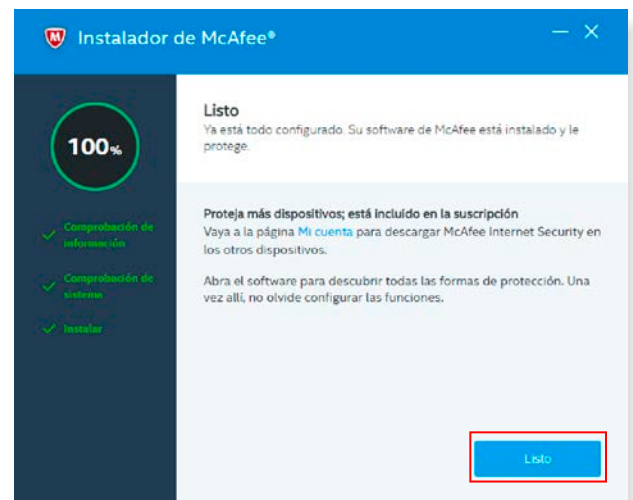 Instalador de McAfee®
100%
Comprobación de
información
Comprobación de
sistema
Instalar
Listo
Ya está todo configurado. Su software de McAfee está instalado y le
protege.
Proteja más dispositivos; está incluido en la suscripción
Vaya a la página Mi cuenta para descargar McAfee Internet Security en
los otros dispositivos.
Abra el software para descubrir todas las formas de protección. Una
vez allí, no olvide configurar las funciones.
Listo